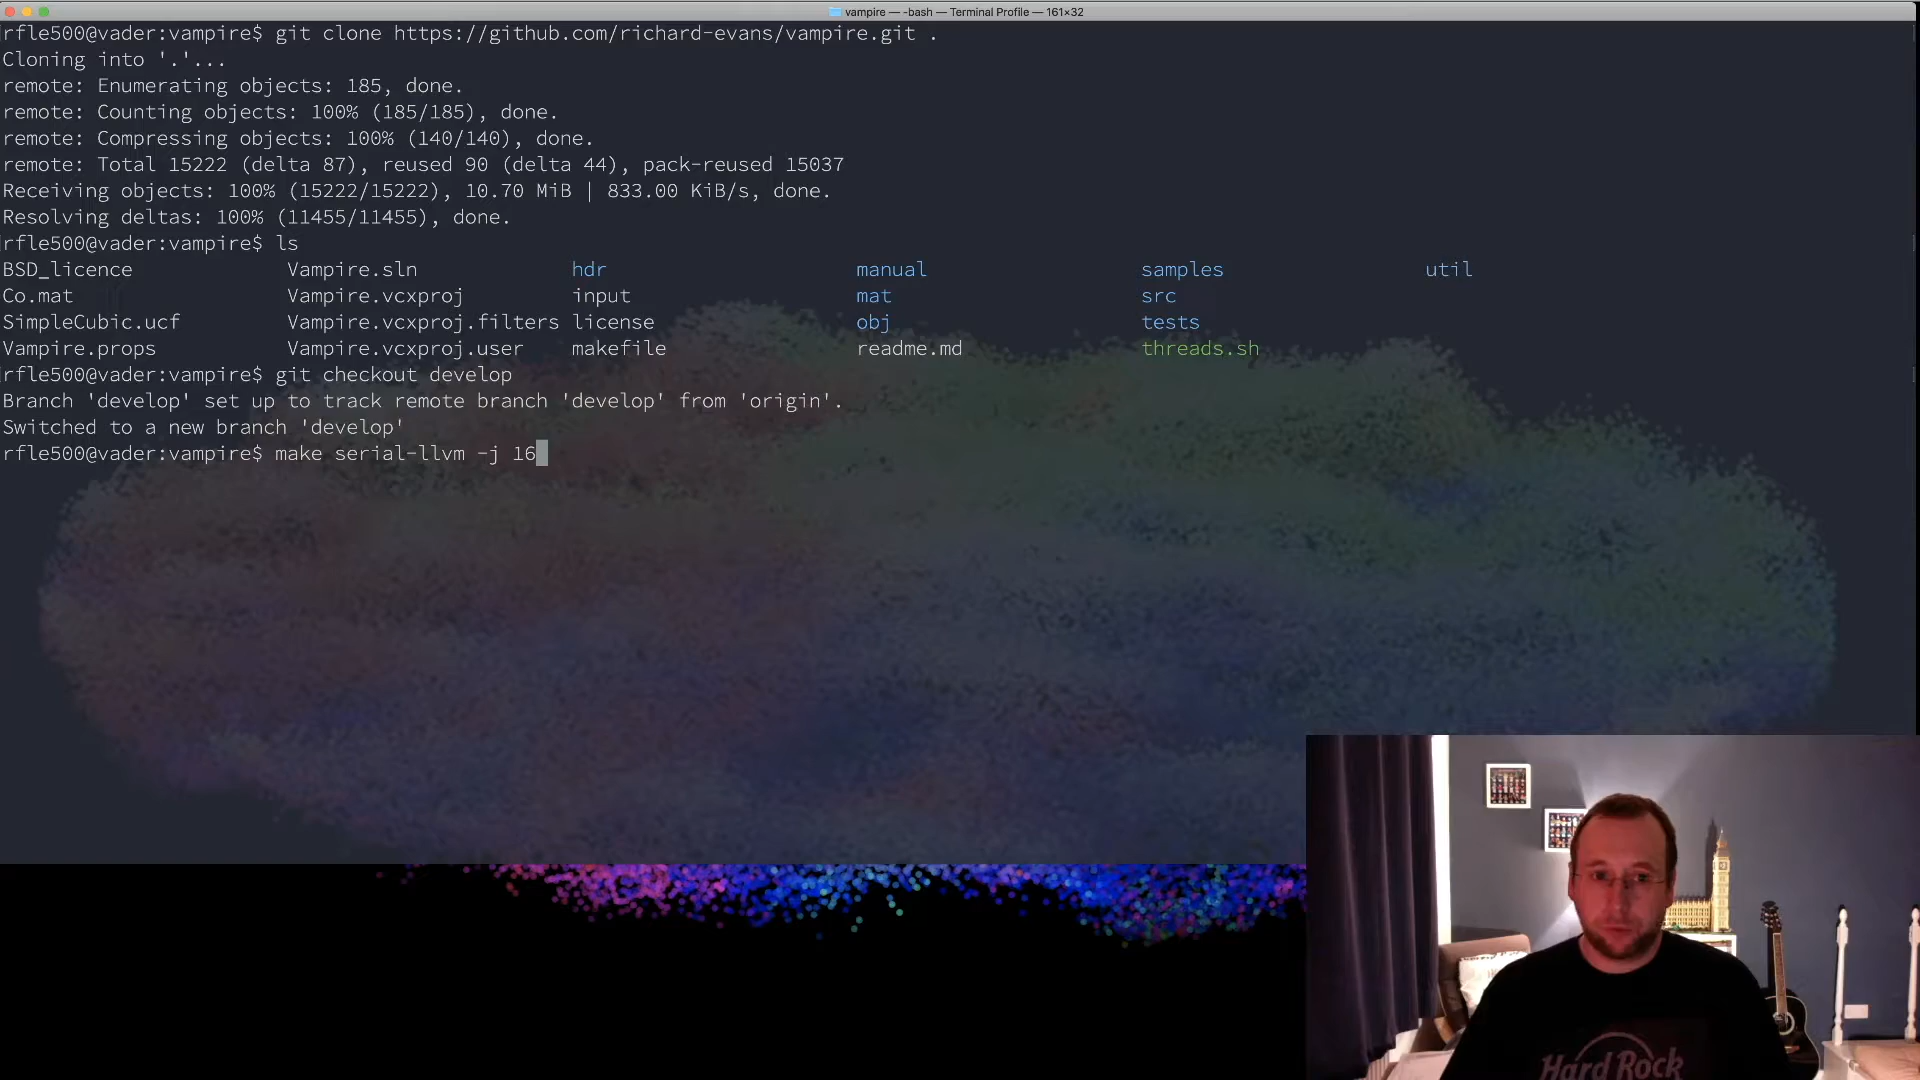 vampire — -bash — Terminal Profile — 161×32
rfle500@vader:vampire$ git clone https://github.com/richard-evans/vampire.git .
Cloning into '.'...
remote: Enumerating objects: 185, done.
remote: Counting objects: 100% (185/185), done.
remote: Compressing objects: 100% (140/140), done.
remote: Total 15222 (delta 87), reused 90 (delta 44), pack-reused 15037
Receiving objects: 100% (15222/15222), 10.70 MiB | 833.00 KiB/s, done.
Resolving deltas: 100% (11455/11455), done.
rfle500@vader:vampire$ ls
BSD_licence Vampire.sln hdr manual samples util
Co.mat Vampire.vcxproj input mat src
SimpleCubic.ucf Vampire.vcxproj.filters license obj tests
Vampire.props Vampire.vcxproj.user makefile readme.md threads.sh
rfle500@vader:vampire$ git checkout develop
Branch 'develop' set up to track remote branch 'develop' from 'origin'.
Switched to a new branch 'develop'
rfle500@vader:vampire$ make serial-llvm -j 16
Hard Rock